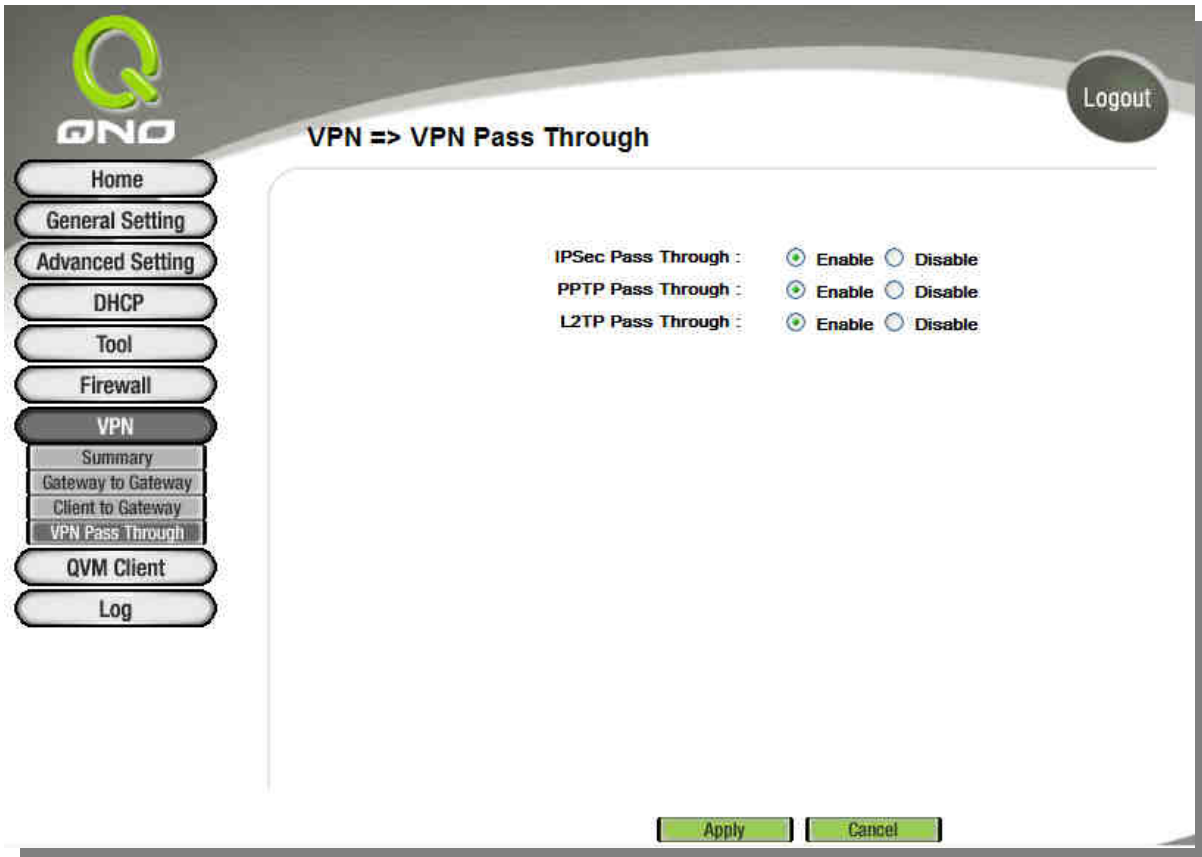 QNO
Logout
VPN => VPN Pass Through
Home
General Setting
Advanced Setting
DHCP
Tool
Firewall
VPN
Summary
Gateway to Gateway
Client to Gateway
VPN Pass Through
QVM Client
Log
IPSec Pass Through : Enable Disable
PPTP Pass Through : Enable Disable
L2TP Pass Through : Enable Disable
Apply Cancel